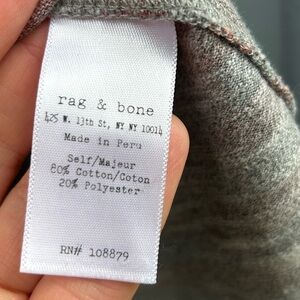 rag & bone
425 W. 13th St, NY NY 10014
Made in Peru
Self/Majeur
80% Cotton/Coton
20% Polyester
RN# 108879